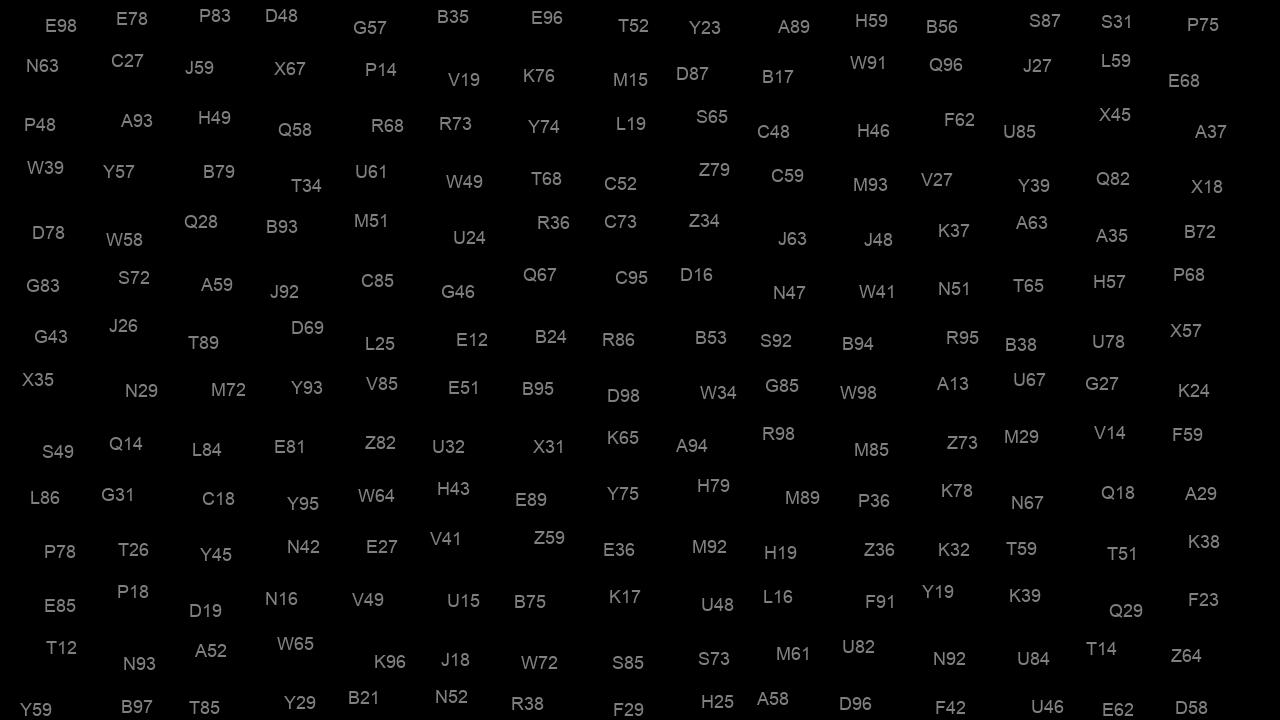 E98 E78 P83 D48 G57 B35 E96 T52 Y23 A89 H59 B56 S87 S31 P75
N63 C27 J59 X67 P14 V19 K76 M15 D87 B17 W91 Q96 J27 L59 E68
P48 A93 H49 Q58 R68 R73 Y74 L19 S65 C48 H46 F62 U85 X45 A37
W39 Y57 B79 T34 U61 W49 T68 C52 Z79 C59 M93 V27 Y39 Q82 X18
D78 W58 Q28 B93 M51 U24 R36 C73 Z34 J63 J48 K37 A63 A35 B72
G83 S72 A59 J92 C85 G46 Q67 C95 D16 N47 W41 N51 T65 H57 P68
G43 J26 T89 D69 L25 E12 B24 R86 B53 S92 B94 R95 B38 U78 X57
X35 N29 M72 Y93 V85 E51 B95 D98 W34 G85 W98 A13 U67 G27 K24
S49 Q14 L84 E81 Z82 U32 X31 K65 A94 R98 M85 Z73 M29 V14 F59
L86 G31 C18 Y95 W64 H43 E89 Y75 H79 M89 P36 K78 N67 Q18 A29
P78 T26 Y45 N42 E27 V41 Z59 E36 M92 H19 Z36 K32 T59 T51 K38
E85 P18 D19 N16 V49 U15 B75 K17 U48 L16 F91 Y19 K39 Q29 F23
T12 N93 A52 W65 K96 J18 W72 S85 S73 M61 U82 N92 U84 T14 Z64
Y59 B97 T85 Y29 B21 N52 R38 F29 H25 A58 D96 F42 U46 E62 D58